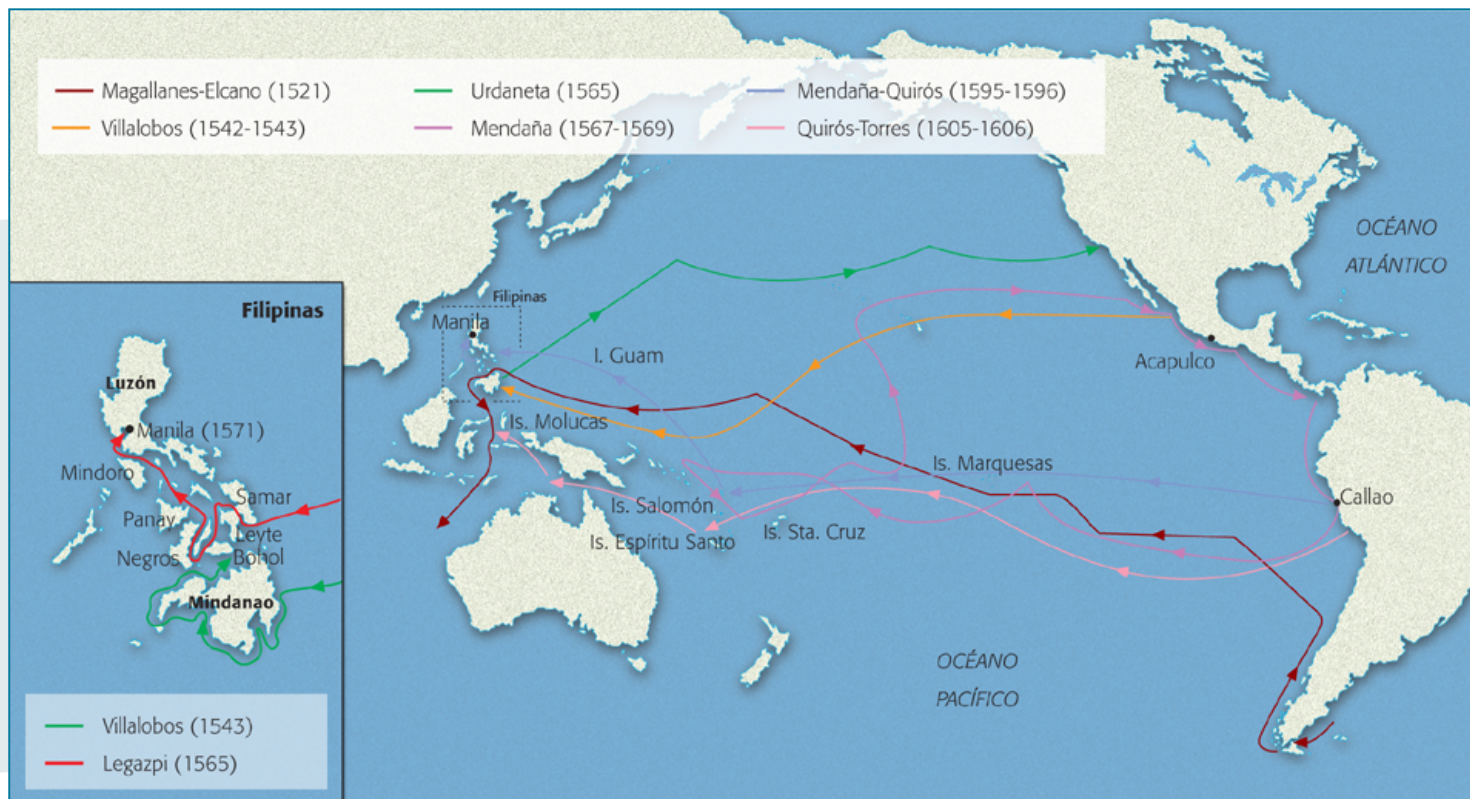 Magallanes-Elcano (1521)
Villalobos (1542-1543)
Urdaneta (1565)
Mendaña (1567-1569)
Mendaña-Quirós (1595-1596)
Quirós-Torres (1605-1606)
OCÉANO
ATLÁNTICO
Filipinas
Manila
I. Guam
Acapulco
Is. Molucas
Is. Marquesas
Callao
Is. Salomón
Is. Sta. Cruz
Is. Espíritu Santo
OCÉANO
PACÍFICO
Filipinas
Luzón
Manila (1571)
Mindoro
Samar
Panay
Leyte
Negros
Bohol
Mindanao
Villalobos (1543)
Legazpi (1565)